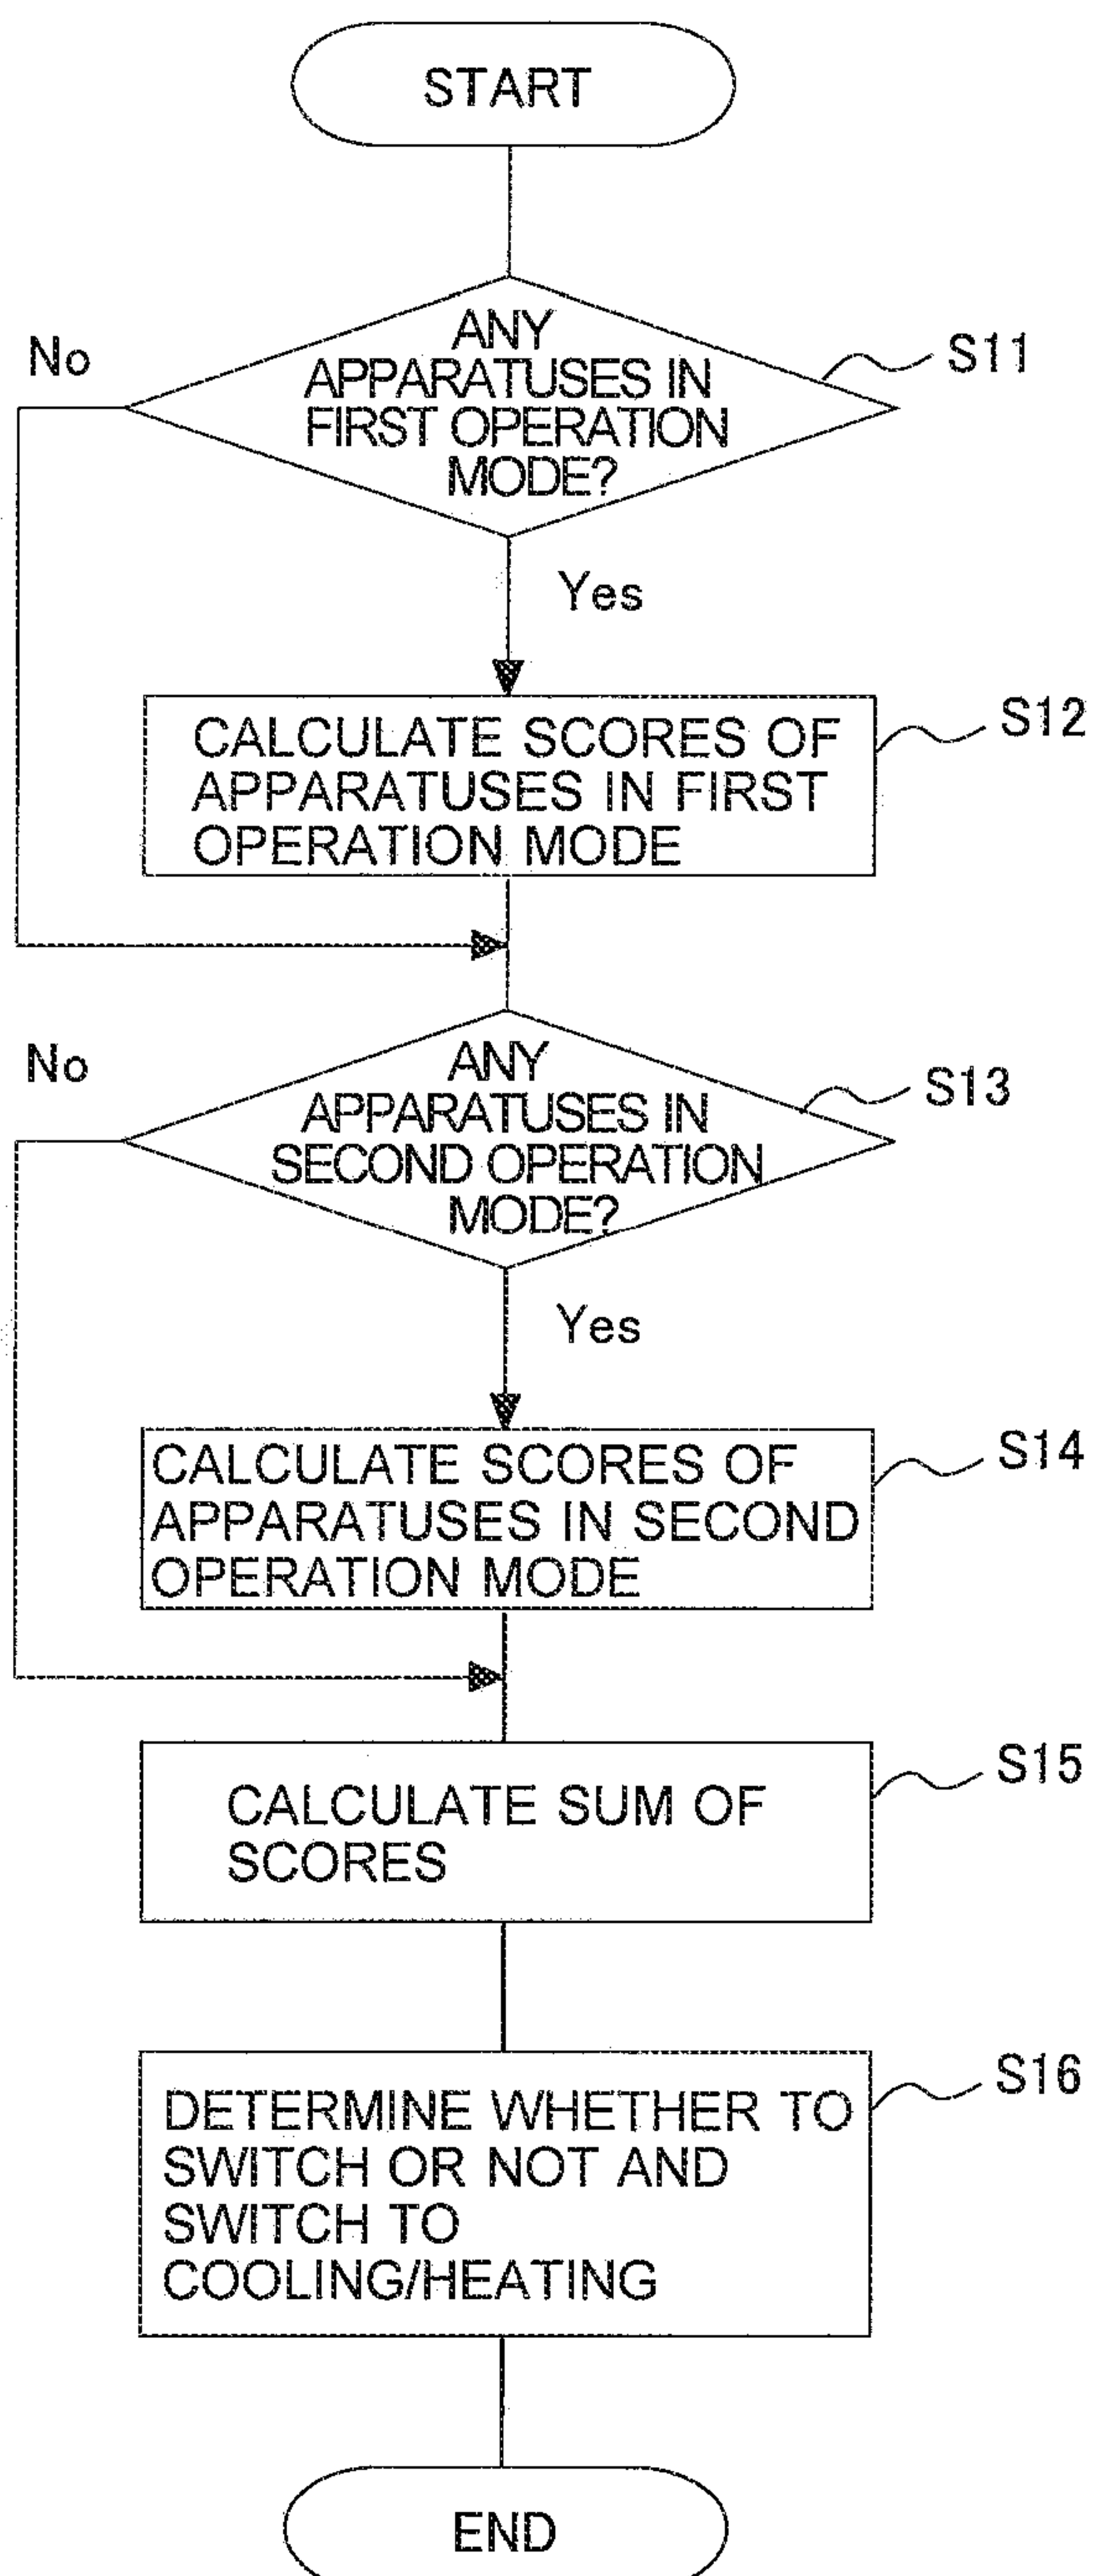 START
No
ANY
APPARATUSES IN
FIRST OPERATION
MODE?
S11
Yes
CALCULATE SCORES OF
APPARATUSES IN FIRST
OPERATION MODE
S12
No
ANY
APPARATUSES IN
SECOND OPERATION
MODE?
S13
Yes
CALCULATE SCORES OF
APPARATUSES IN SECOND
OPERATION MODE
S14
CALCULATE SUM OF
SCORES
S15
DETERMINE WHETHER TO
SWITCH OR NOT AND
SWITCH TO
COOLING/HEATING
S16
END